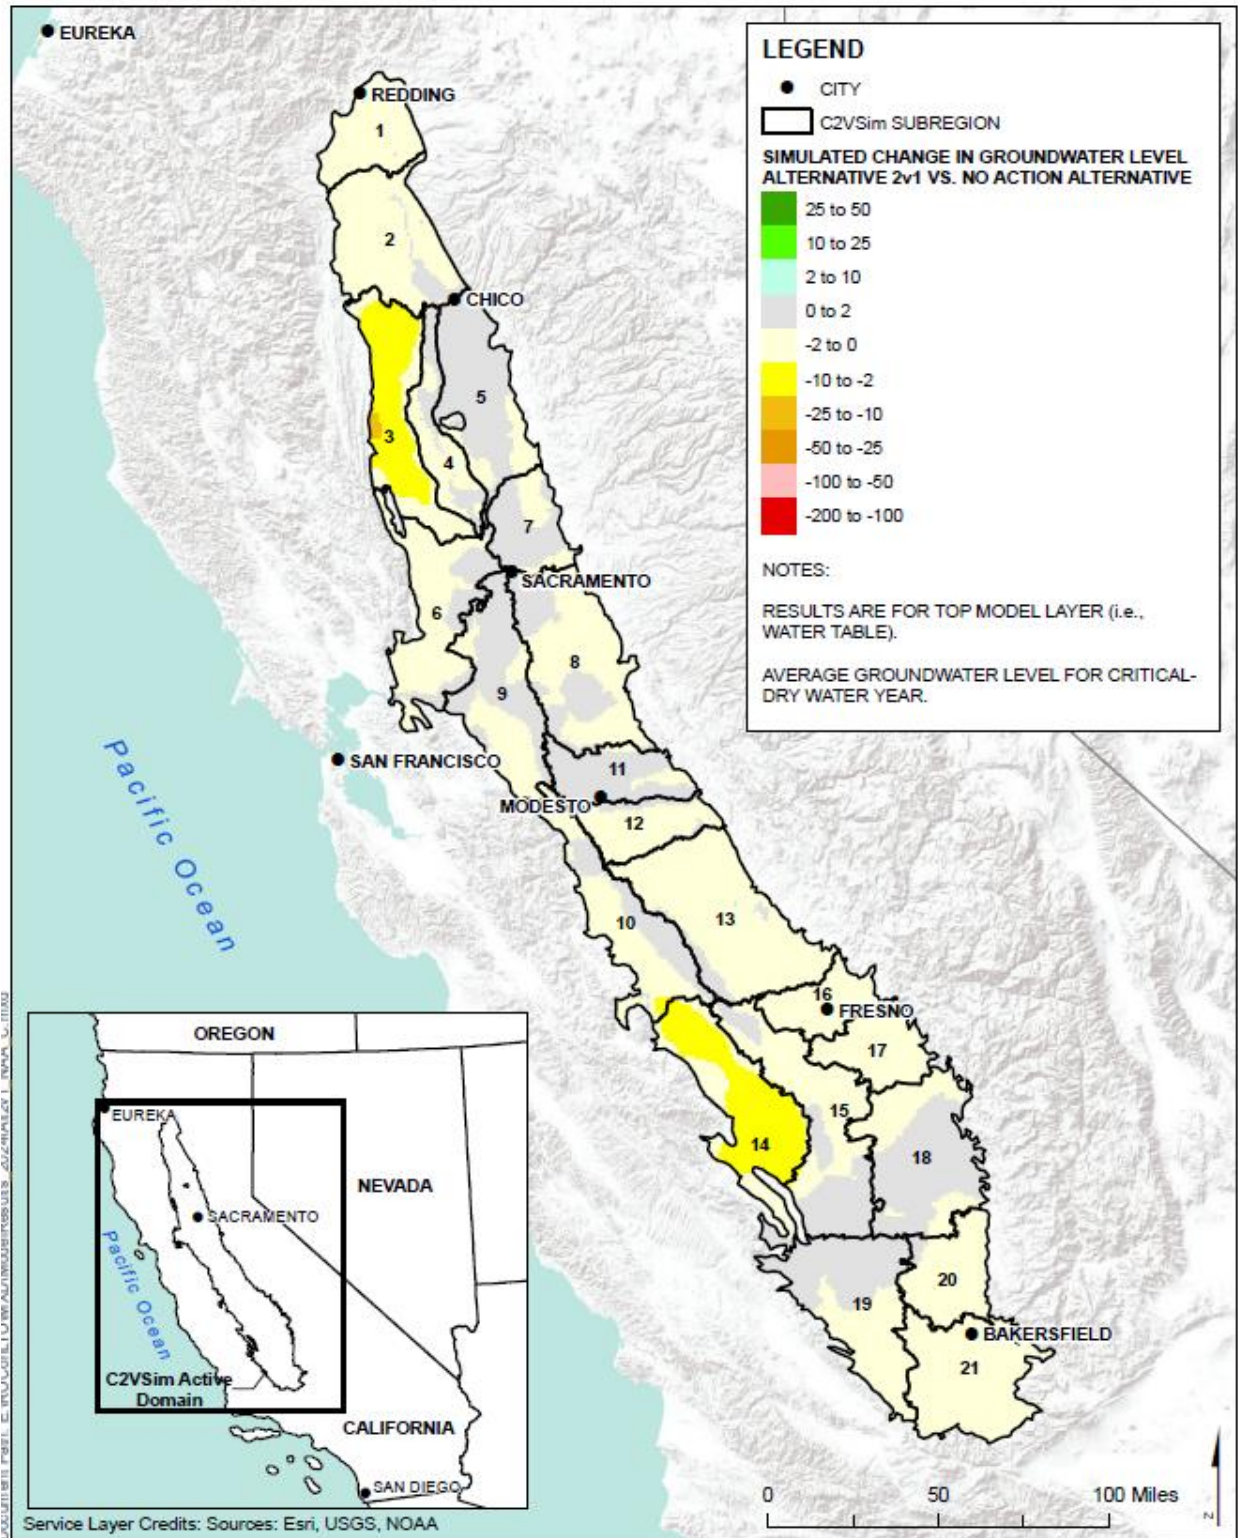 EUREKA
REDDING
1
2
CHICO
3
5
4
7
SACRAMENTO
6
8
9
SAN FRANCISCO
11
MODESTO
12
10
13
16
FRESNO
17
15
14
18
20
19
BAKERSFIELD
21
Pacific Ocean
LEGEND
CITY
C2VSim SUBREGION
SIMULATED CHANGE IN GROUNDWATER LEVEL
ALTERNATIVE 2v1 VS. NO ACTION ALTERNATIVE
25 to 50
10 to 25
2 to 10
0 to 2
-2 to 0
-10 to -2
-25 to -10
-50 to -25
-100 to -50
-200 to -100
NOTES:
RESULTS ARE FOR TOP MODEL LAYER (i.e.,
WATER TABLE).
AVERAGE GROUNDWATER LEVEL FOR CRITICAL-
DRY WATER YEAR.
OREGON
EUREKA
NEVADA
SACRAMENTO
Pacific Ocean
C2VSim Active
Domain
CALIFORNIA
SAN DIEGO
0 50 100 Miles
Z
Service Layer Credits: Sources: Esri, USGS, NOAA